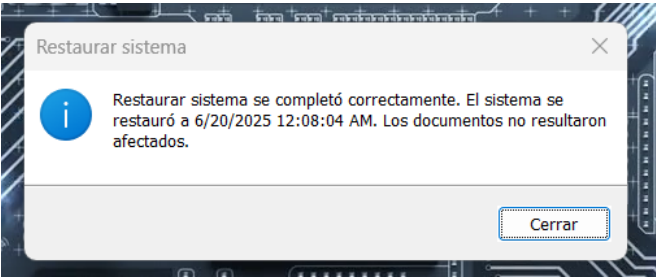 Restaurar sistema
Restaurar sistema se completó correctamente. El sistema se
restauró a 6/20/2025 12:08:04 AM. Los documentos no resultaron
afectados.
Cerrar